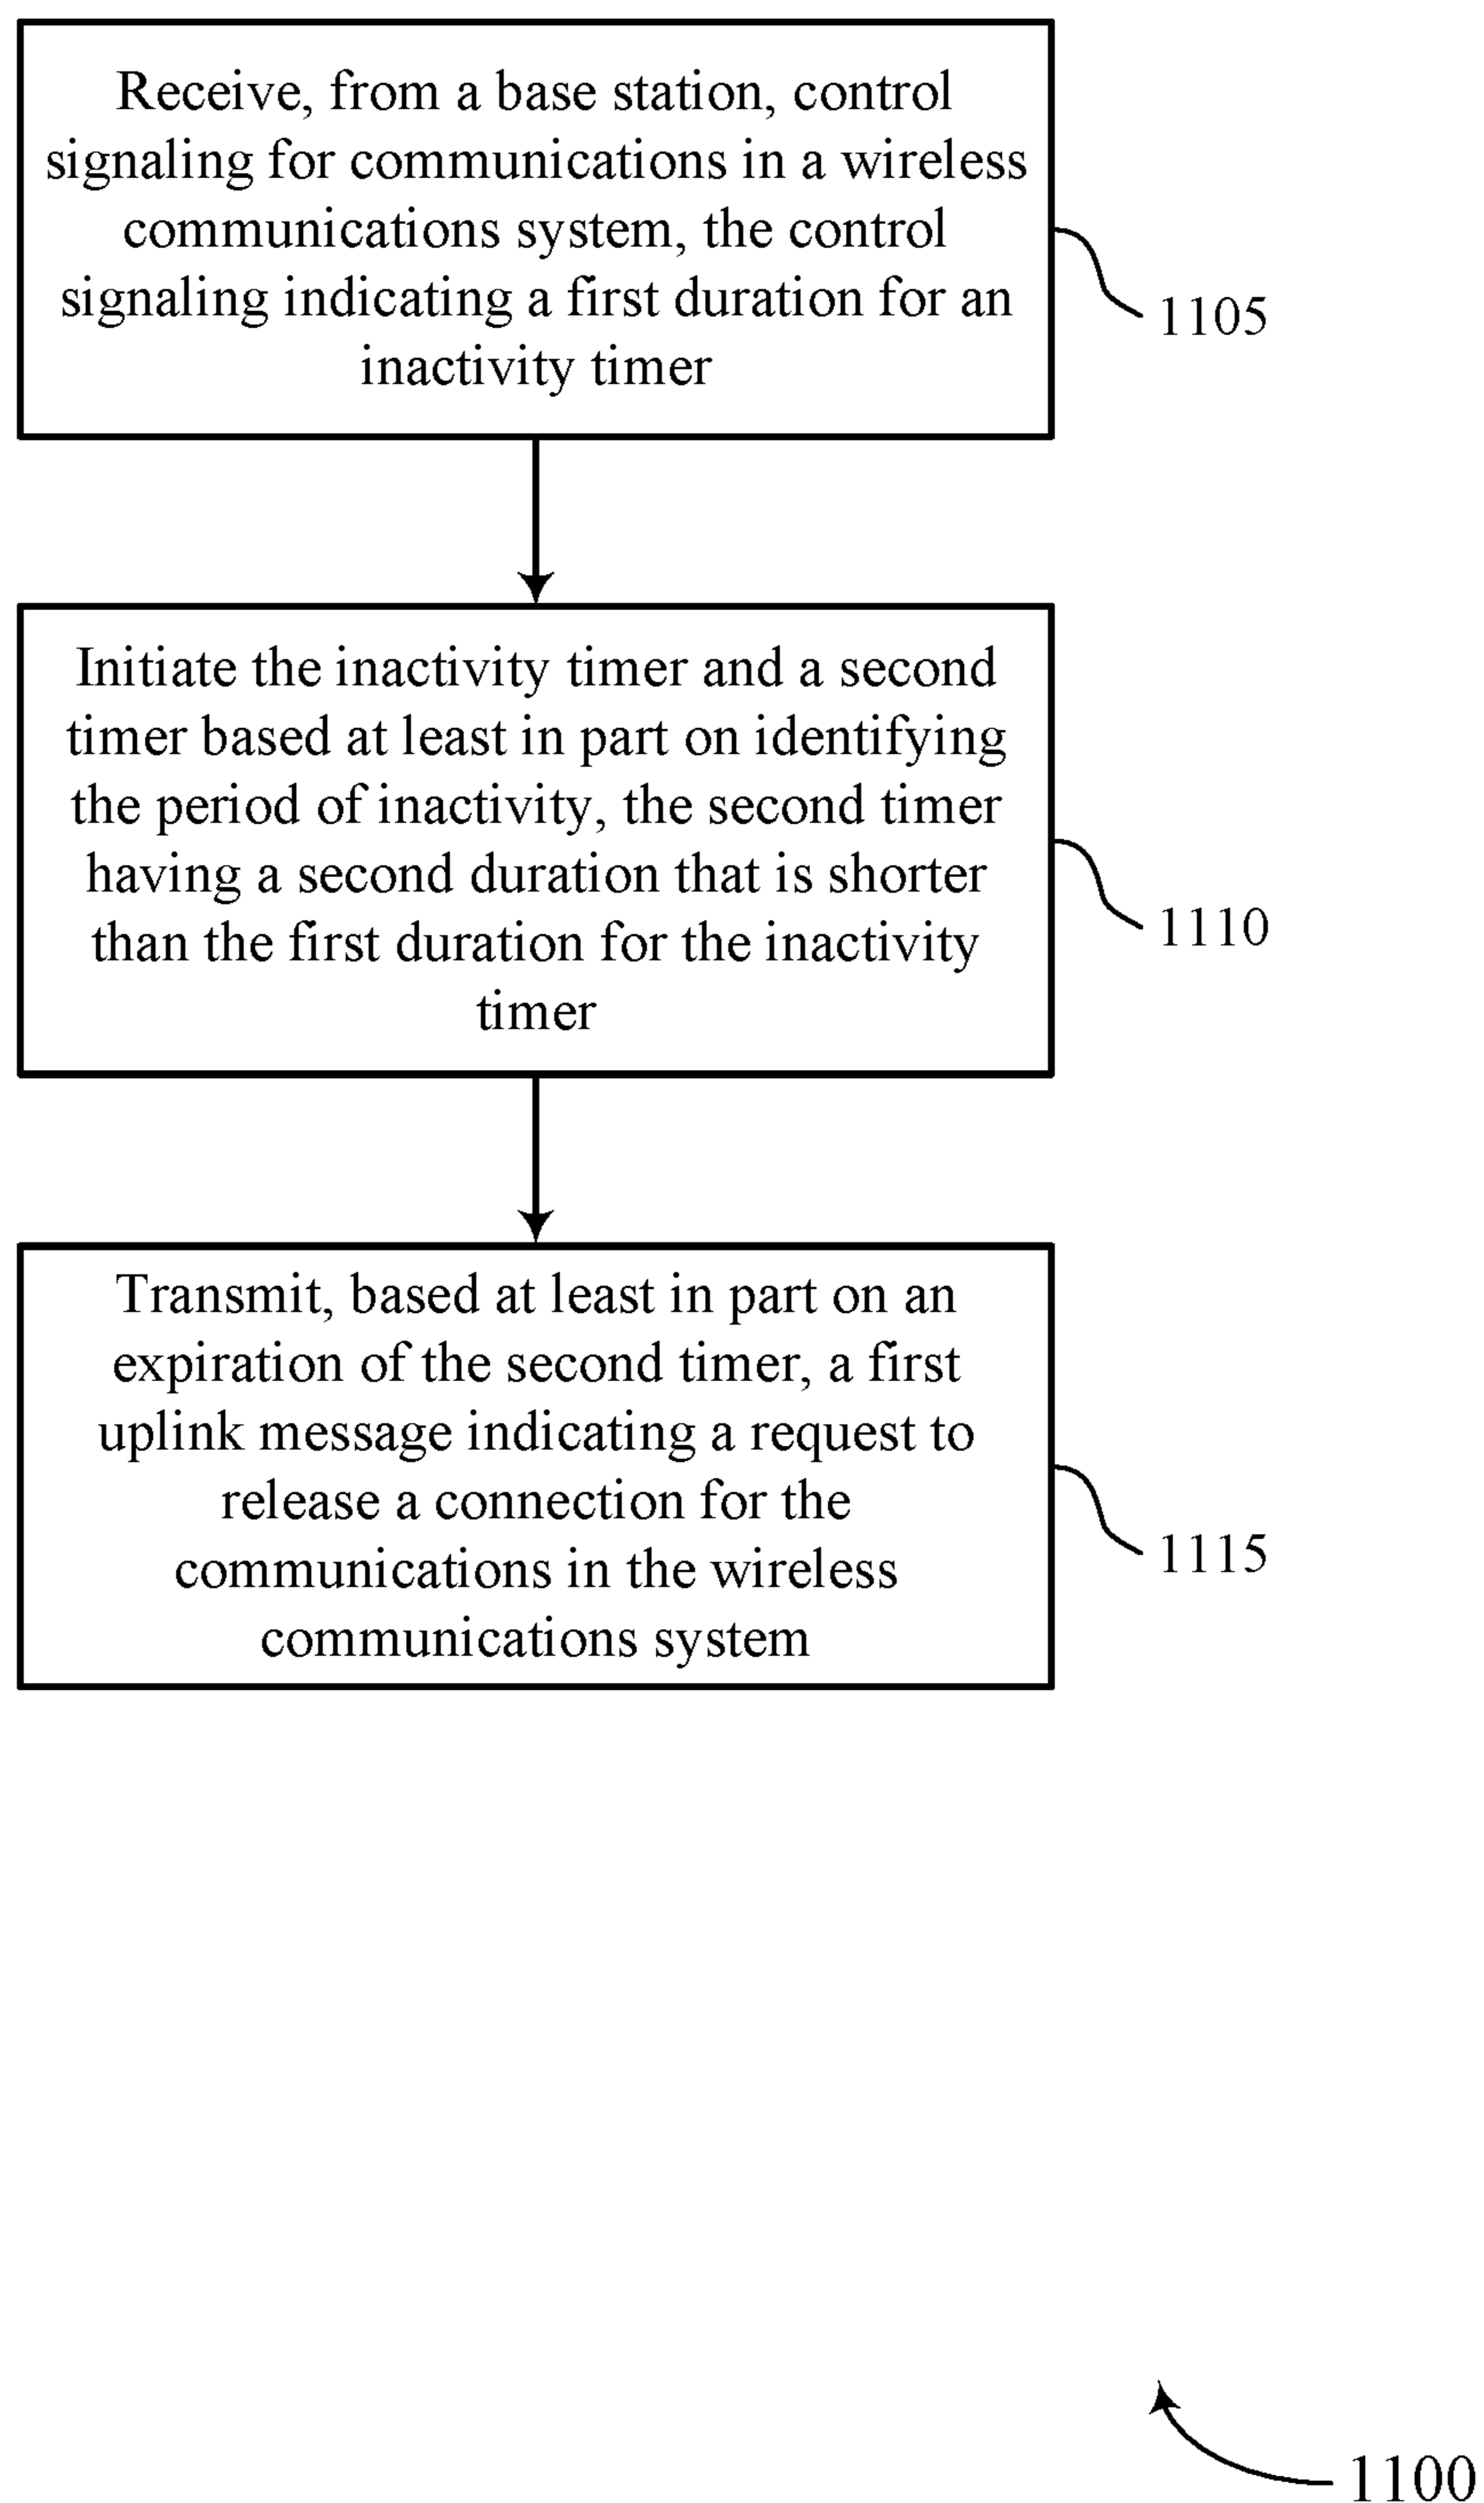 Receive, from a base station, control
signaling for communications in a wireless
communications system, the control
signaling indicating a first duration for an
inactivity timer
1105
Initiate the inactivity timer and a second
timer based at least in part on identifying
the period of inactivity, the second timer
having a second duration that is shorter
than the first duration for the inactivity
timer
1110
Transmit, based at least in part on an
expiration of the second timer, a first
uplink message indicating a request to
release a connection for the
communications in the wireless
communications system
1115
1100